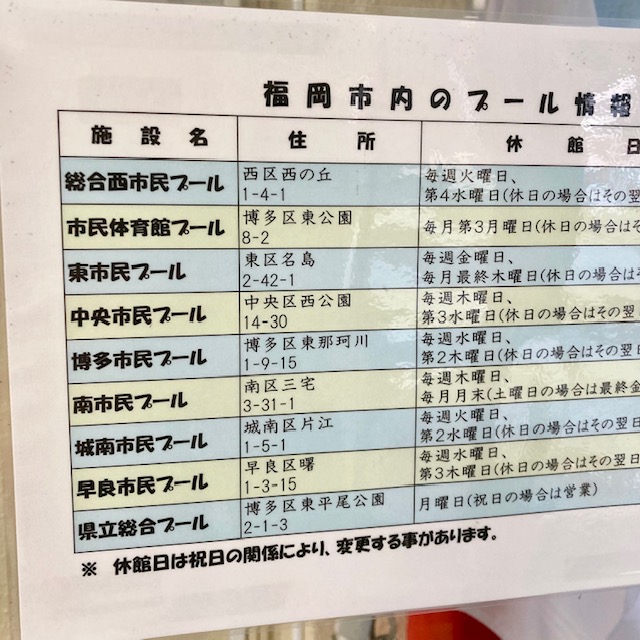 福岡市内のプール情報
施設名 住所 休館日
総合西市民プール 西区西の丘 1-4-1 毎週火曜日、
第4水曜日(休日の場合はその翌日
市民体育館プール 博多区東公園 8-2 毎月第3月曜日(休日の場合はそ
東市民プール 東区名島 2-42-1 毎週金曜日、
毎月最終木曜日(休日の場合は
中央市民プール 中央区西公園 14-30 毎週木曜日、
第3水曜日(休日の場合はその翌
博多市民プール 博多区東那珂川 1-9-15 毎週水曜日、
第2木曜日(休日の場合はその翌日
南市民プール 南区三宅 3-31-1 毎週木曜日、
毎月月末(土曜日の場合は最終金
城南市民プール 城南区片江 1-5-1 毎週火曜日、
第2水曜日(休日の場合はその翌日
早良市民プール 早良区曙 1-3-15 毎週水曜日、
第3木曜日(休日の場合はその翌日
県立総合プール 博多区東平尾公園 2-1-3 月曜日(祝日の場合は営業)
※ 休館日は祝日の関係により、変更する事があります。